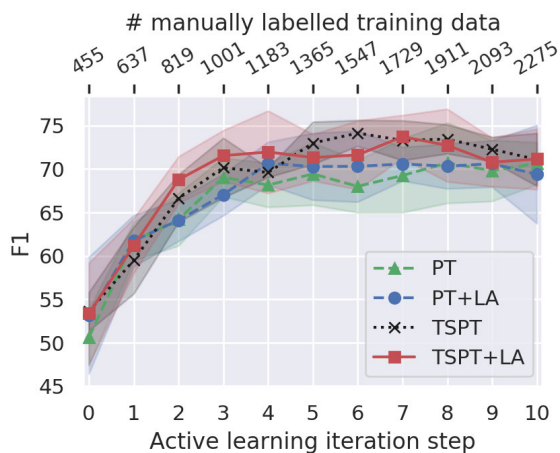 # manually labelled training data
455 637 819 1001 1183 1365 1547 1729 1911 2093 2275
75
70
65
60
55
50
45
F1
PT
PT+LA
TSPT
TSPT+LA
0 1 2 3 4 5 6 7 8 9 10
Active learning iteration step